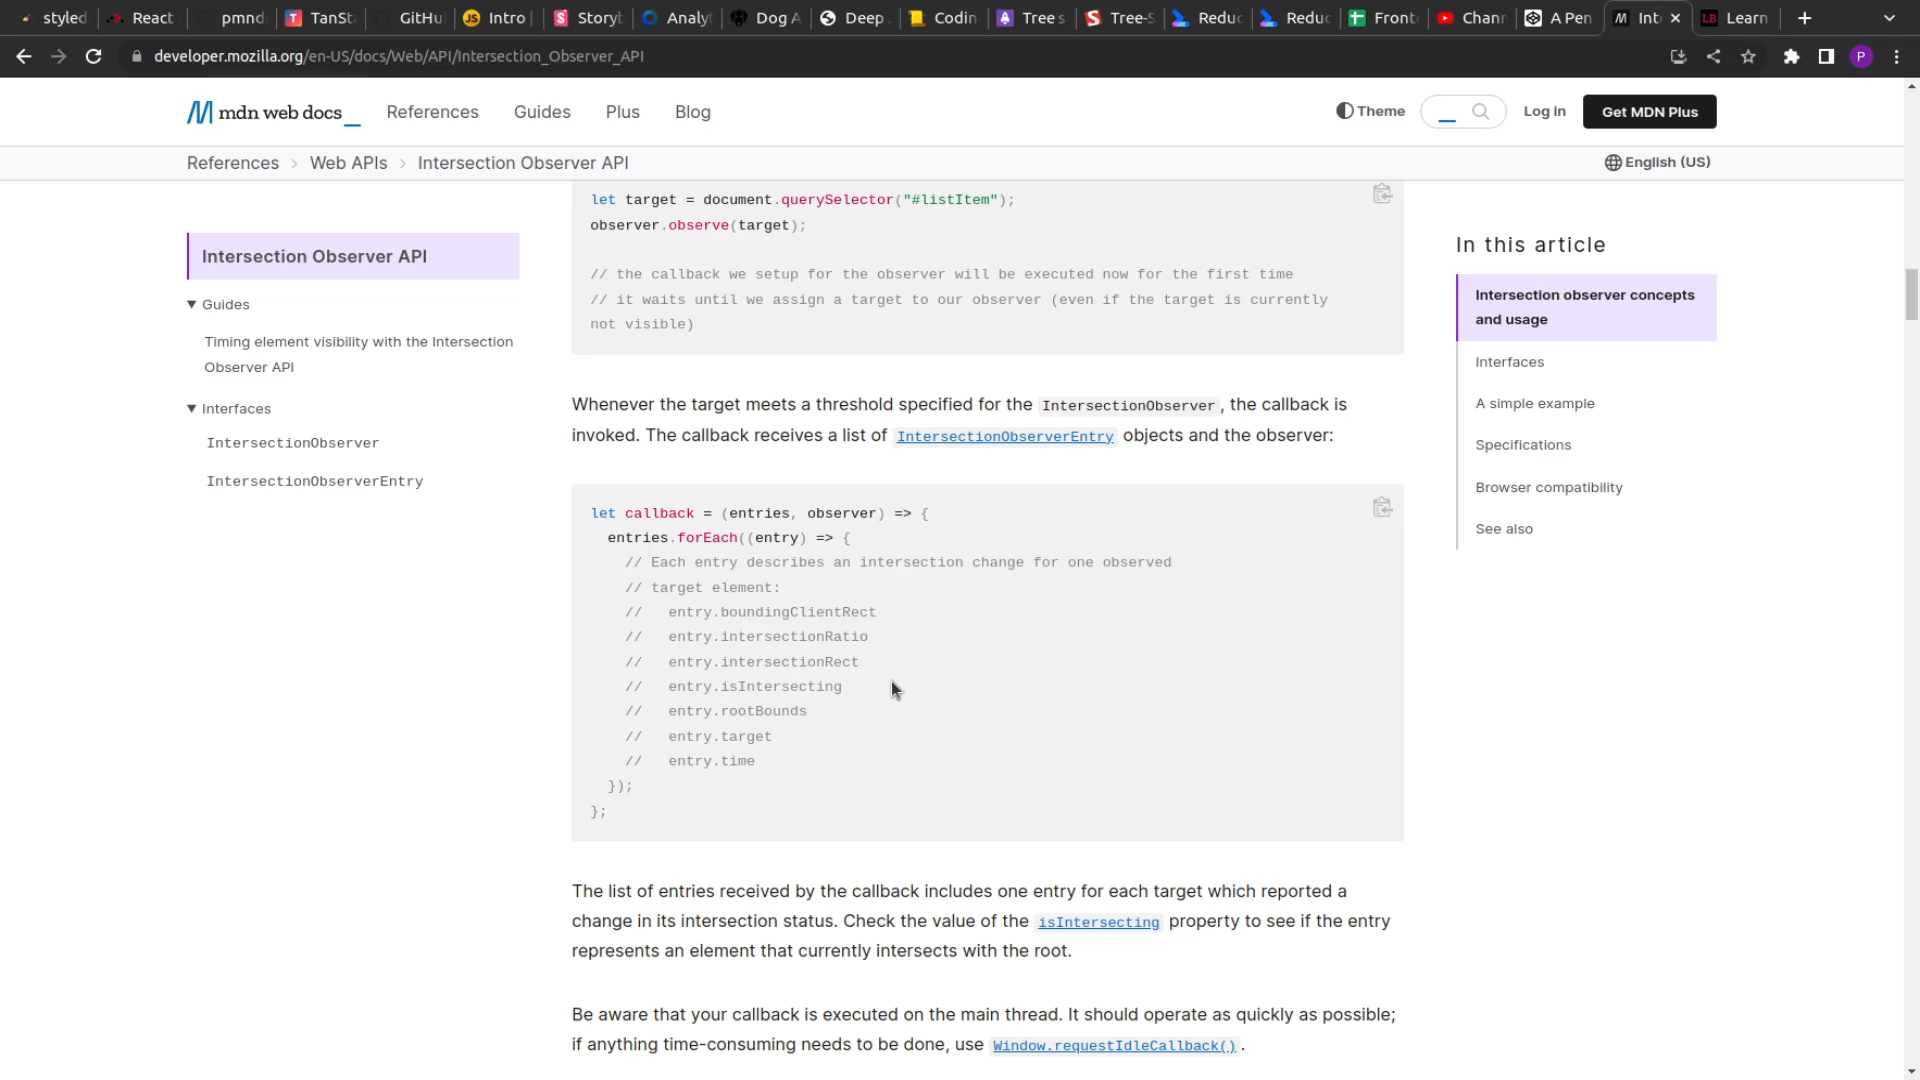 styled
React
pmnd
TanSta
GitHu
Intro
Storyb
Analy
Dog A
Deep
Codin
Tree s
Tree-S
Reduc
Reduc
Front
Chann
A Pen
Int
Learn
developer.mozilla.org/en-US/docs/Web/API/Intersection_Observer_API
P
mdn web docs_
References
Guides
Plus
Blog
Theme
Log in
Get MDN Plus
References
Web APIs
Intersection Observer API
English (US)
Intersection Observer API
▼ Guides
Timing element visibility with the Intersection
Observer API
▼ Interfaces
IntersectionObserver
IntersectionObserverEntry
let target = document.querySelector("#listItem");
observer.observe(target);
// the callback we setup for the observer will be executed now for the first time
// it waits until we assign a target to our observer (even if the target is currently
not visible)
Whenever the target meets a threshold specified for the IntersectionObserver, the callback is
invoked. The callback receives a list of IntersectionObserverEntry objects and the observer:
let callback = (entries, observer) => {
entries.forEach((entry) => {
// Each entry describes an intersection change for one observed
// target element:
// entry.boundingClientRect
// entry.intersectionRatio
// entry.intersectionRect
// entry.isIntersecting
// entry.rootBounds
// entry.target
// entry.time
});
};
The list of entries received by the callback includes one entry for each target which reported a
change in its intersection status. Check the value of the isIntersecting property to see if the entry
represents an element that currently intersects with the root.
Be aware that your callback is executed on the main thread. It should operate as quickly as possible;
if anything time-consuming needs to be done, use Window.requestIdleCallback().
In this article
Intersection observer concepts
and usage
Interfaces
A simple example
Specifications
Browser compatibility
See also